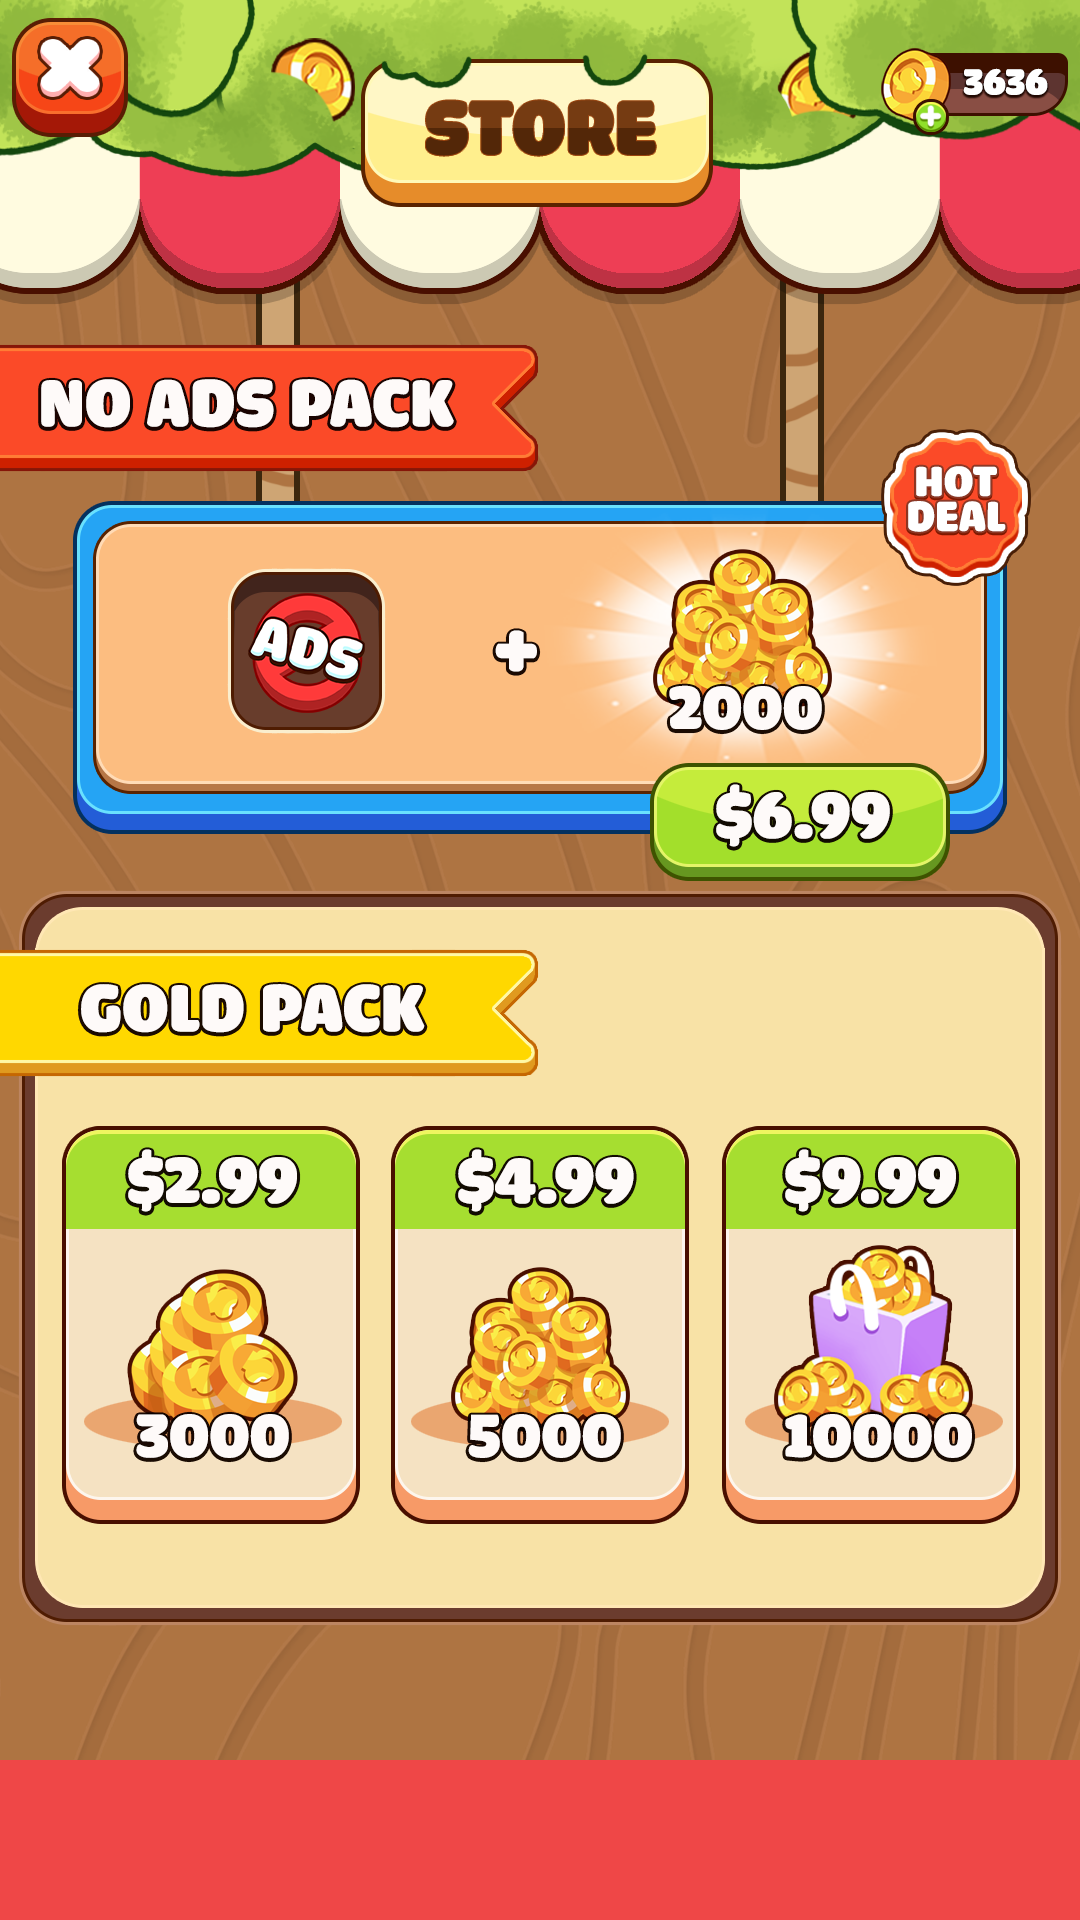 STORE
3636
NO ADS PACK
HOT
DEAL
ADS
+
2000
$6.99
GOLD PACK
$2.99
$4.99
$9.99
3000
5000
10000